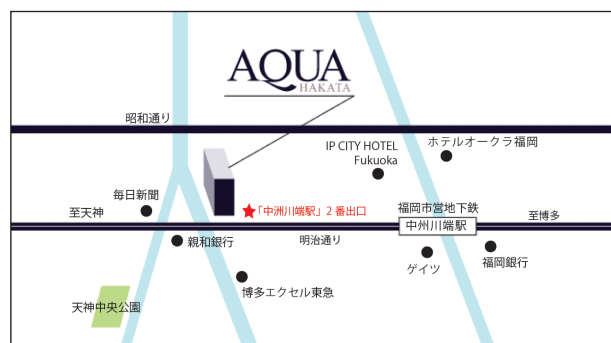 AQUA
HAKATA
昭和通り
IP CITY HOTEL
Fukuoka
ホテルオークラ福岡
毎日新聞
至天神
「中洲川端駅」2番出口
福岡市営地下鉄
中州川端駅
至博多
親和銀行
明治通り
ゲイツ
福岡銀行
博多エクセル東急
天神中央公園